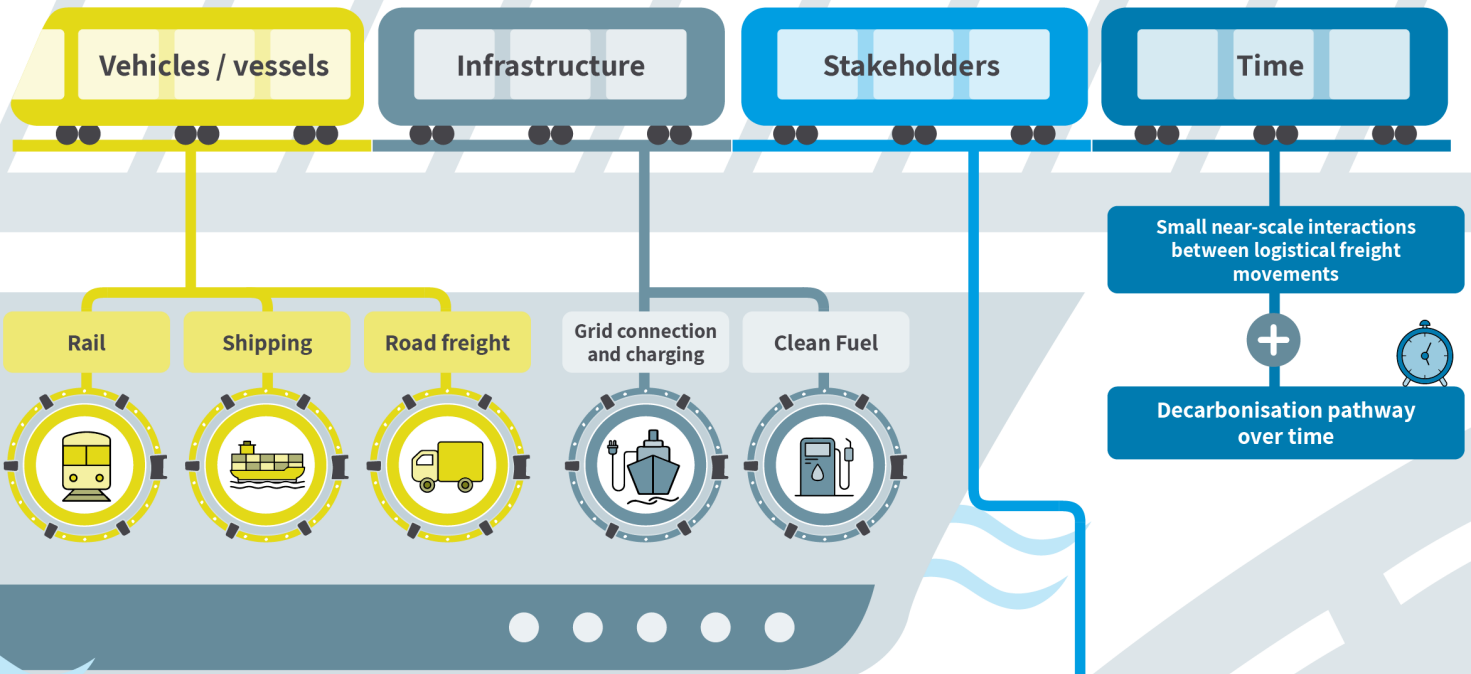 Vehicles / vessels
Infrastructure
Stakeholders
Time
Small near-scale interactions
between logistical freight
movements
Rail
Shipping
Road freight
Grid connection
and charging
Clean Fuel
Decarbonisation pathway
over time